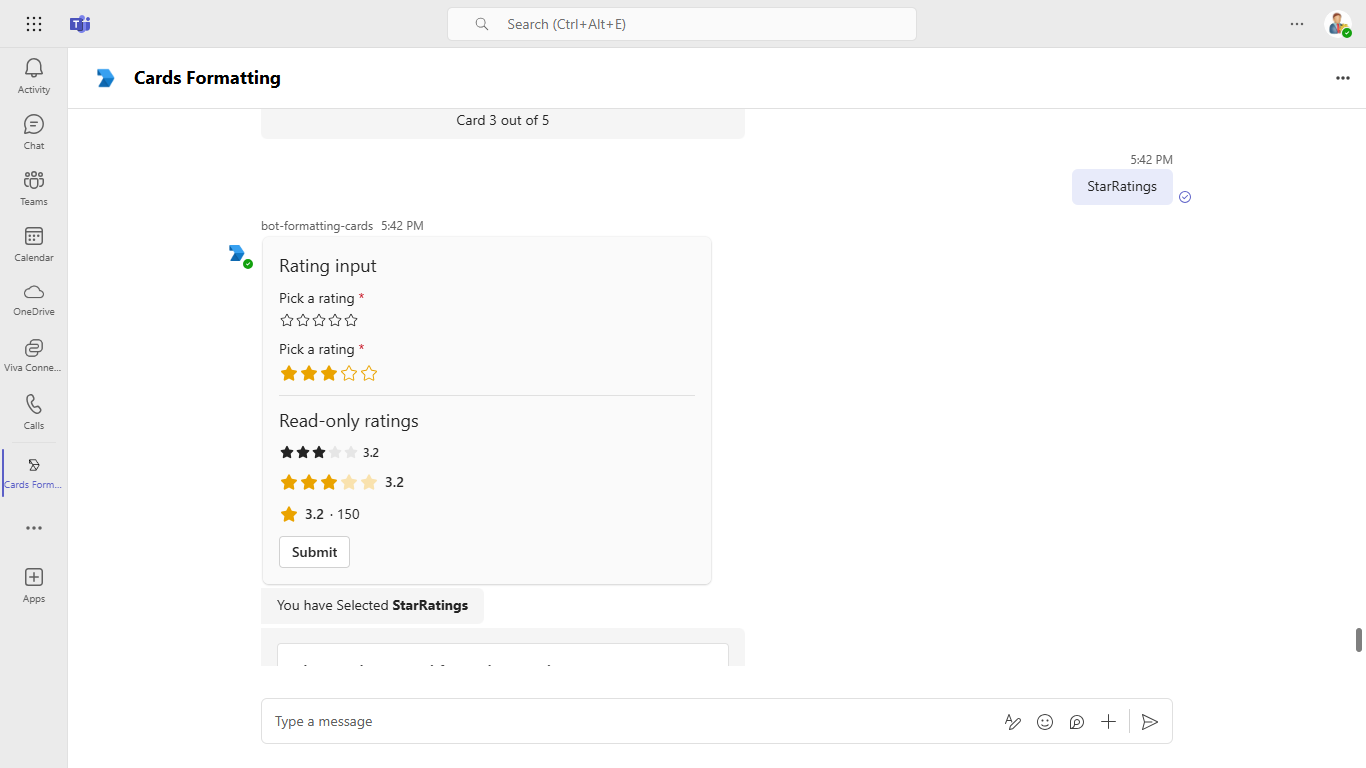 Search (Ctrl+Alt+E)
Activity
Chat
Teams
Calendar
OneDrive
Viva Conne...
Calls
Cards Form...
Apps
Cards Formatting
Card 3 out of 5
5:42 PM
StarRatings
bot-formatting-cards 5:42 PM
Rating input
Pick a rating *
Pick a rating *
Read-only ratings
3.2
3.2
3.2 · 150
Submit
You have Selected StarRatings
Type a message